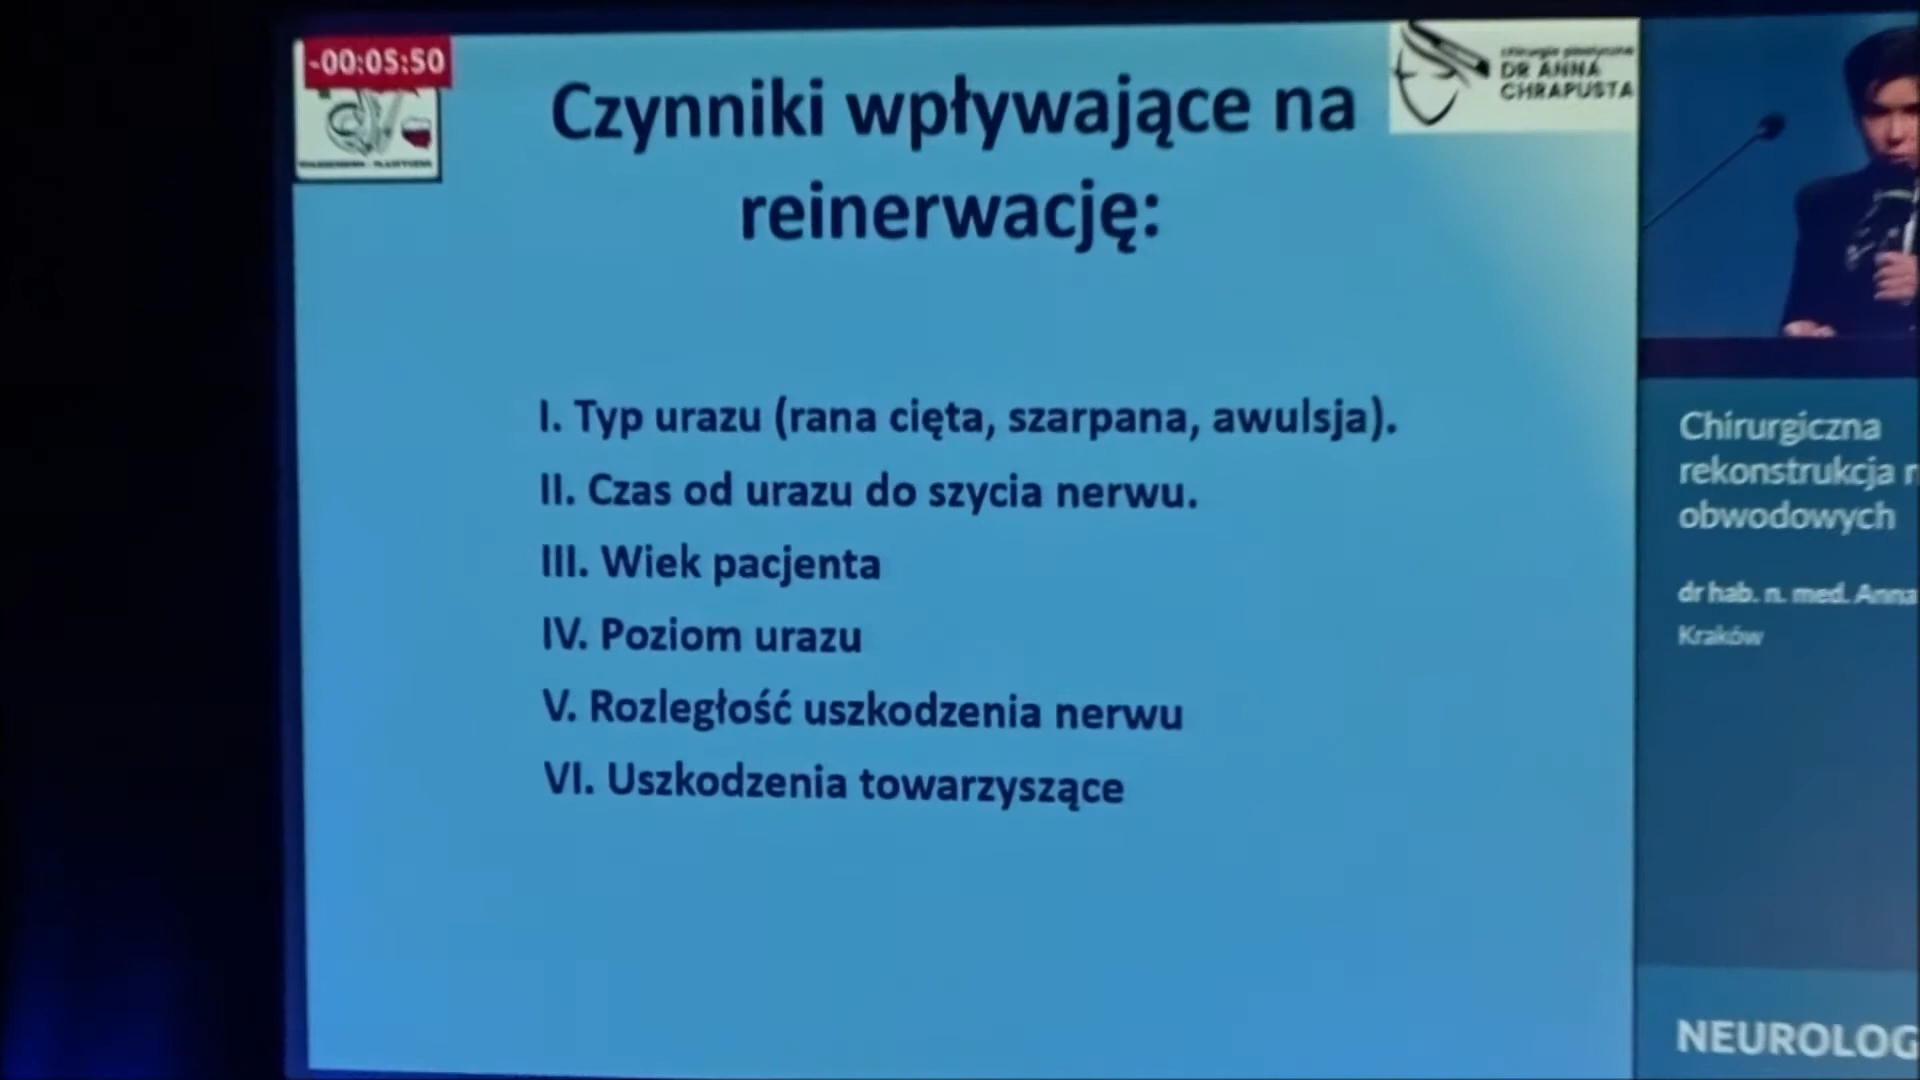 -00:05:50
DR ANNA
CHRAPUSTA
Czynniki wpływające na
reinerwację:
I. Typ urazu (rana cięta, szarpana, awulsja).
II. Czas od urazu do szycia nerwu.
III. Wiek pacjenta
IV. Poziom urazu
V. Rozległość uszkodzenia nerwu
VI. Uszkodzenia towarzyszące
Chirurgiczna
rekonstrukcja
obwodowych
dr hab. n. med. Anna
Kraków
NEUROLOG